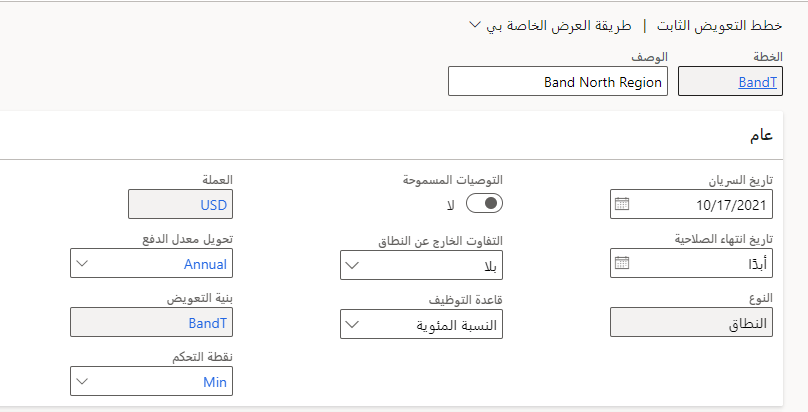 خطط التعويض الثابت | طريقة العرض الخاصة بي
الخطة
BandT
الوصف
Band North Region
عام
تاريخ السريان
10/17/2021
تاريخ انتهاء الصلاحية
أبدًا
النوع
النطاق
التوصيات المسموحة
لا
التفاوت الخارج عن النطاق
بلا
قاعدة التوظيف
النسبة المئوية
العملة
USD
تحويل معدل الدفع
Annual
بنية التعويض
BandT
نقطة التحكم
Min